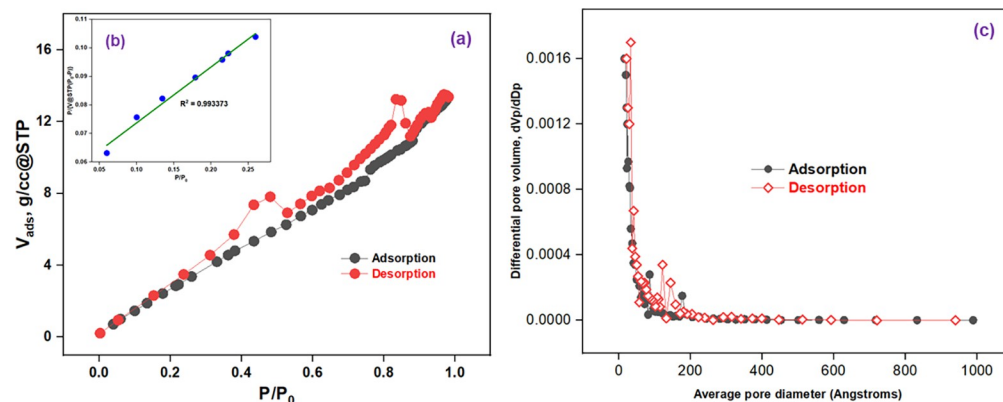 (a)
V_ads, g/cc@STP
16
12
8
4
0
0.0 0.2 0.4 0.6 0.8 1.0
P/P₀
Adsorption
Desorption
(b)
P/(V@STP(P₀-P))
0.11
0.10
0.09
0.08
0.07
0.06
0.05 0.10 0.15 0.20 0.25
P/P₀
R² = 0.993373
(c)
Differential pore volume, dVp/dDp
0.0016
0.0012
0.0008
0.0004
0.0000
0 200 400 600 800 1000
Average pore diameter (Angstroms)
Adsorption
Desorption